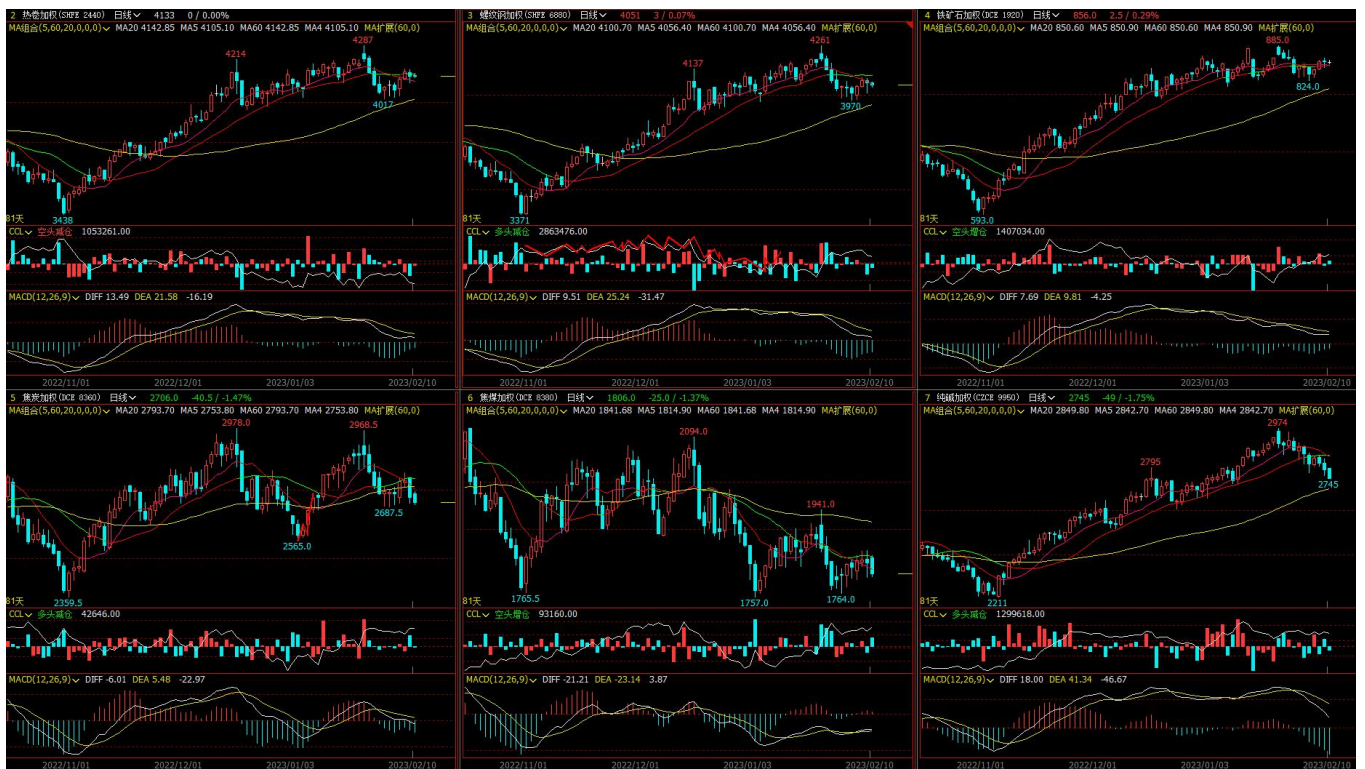 2 热卷加权(SHFE 2440) 日线 4133 0/0.00%
MA组合(5,60,20,0,0,0) MA20 4142.85 MA5 4105.10 MA60 4142.85 MA4 4105.10 MA扩展(60,0)
4287
4214
4017
3438
81天
CCL 空头减仓 1053261.00
MACD(12,26,9) DIFF 13.49 DEA 21.58 -16.19
2022/11/01 2022/12/01 2023/01/03 2023/02/10
3 螺纹钢加权(SHFE 6880) 日线 4051 3/0.07%
MA组合(5,60,20,0,0,0) MA20 4100.70 MA5 4056.40 MA60 4100.70 MA4 4056.40 MA扩展(60,0)
4261
4137
3970
3371
81天
CCL 多头减仓 2863476.00
MACD(12,26,9) DIFF 9.51 DEA 25.24 -31.47
2022/11/01 2022/12/01 2023/01/03 2023/02/10
4 铁矿石加权(DCE 1920) 日线 856.0 2.5/0.29%
MA组合(5,60,20,0,0,0) MA20 850.60 MA5 850.90 MA60 850.60 MA4 850.90 MA扩展(60,0)
885.0
824.0
593.0
81天
CCL 空头增仓 1407034.00
MACD(12,26,9) DIFF 7.69 DEA 9.81 -4.25
2022/11/01 2022/12/01 2023/01/03 2023/02/10
5 焦炭加权(DCE 8360) 日线 2706.0 -40.5/-1.47%
MA组合(5,60,20,0,0,0) MA20 2793.70 MA5 2753.80 MA60 2793.70 MA4 2753.80 MA扩展(60,0)
2978.0
2968.5
2687.5
2565.0
2359.5
81天
CCL 多头减仓 42646.00
MACD(12,26,9) DIFF -6.01 DEA 5.48 -22.97
2022/11/01 2022/12/01 2023/01/03 2023/02/10
6 焦煤加权(DCE 8380) 日线 1806.0 -25.0/-1.37%
MA组合(5,60,20,0,0,0) MA20 1841.68 MA5 1814.90 MA60 1841.68 MA4 1814.90 MA扩展(60,0)
2094.0
1941.0
1765.5
1757.0
1764.0
81天
CCL 空头增仓 93160.00
MACD(12,26,9) DIFF -21.21 DEA -23.14 3.87
2022/11/01 2022/12/01 2023/01/03 2023/02/10
7 纯碱加权(CZCE 9950) 日线 2745 -49/-1.75%
MA组合(5,60,20,0,0,0) MA20 2849.80 MA5 2842.70 MA60 2849.80 MA4 2842.70 MA扩展(60,0)
2974
2795
2745
2211
81天
CCL 多头减仓 1299618.00
MACD(12,26,9) DIFF 18.00 DEA 41.34 -46.67
2022/11/01 2022/12/01 2023/01/03 2023/02/10